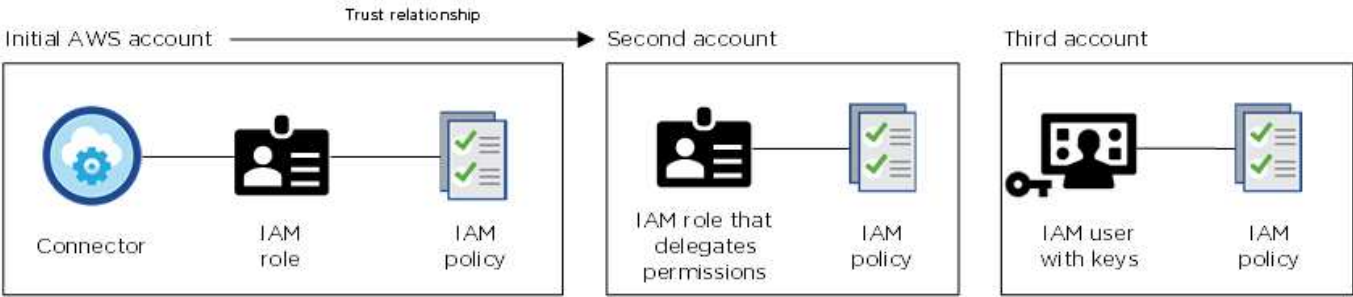 Trust relationship
Initial AWS account
Second account
Third account
Connector
IAM
role
IAM
policy
IAM role that
delegates
permissions
IAM
policy
IAM user
with keys
IAM
policy